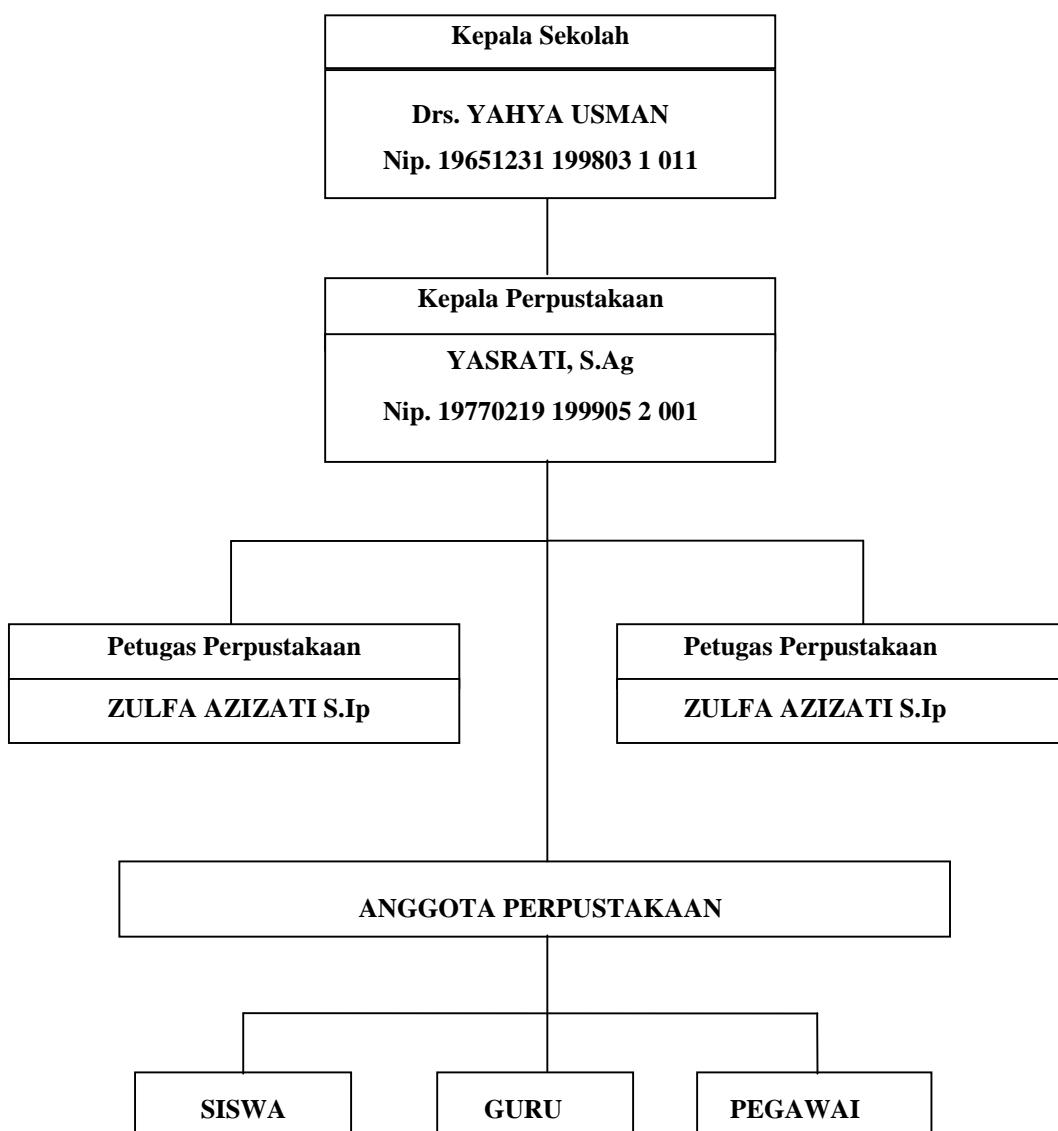 Kepala Sekolah
Drs. YAHYA USMAN
Nip. 19651231 199803 1 011
Kepala Perpustakaan
YASRATI, S.Ag
Nip. 19770219 199905 2 001
Petugas Perpustakaan
ZULFA AZIZATI S.Ip
Petugas Perpustakaan
ZULFA AZIZATI S.Ip
ANGGOTA PERPUSTAKAAN
SISWA
GURU
PEGAWAI